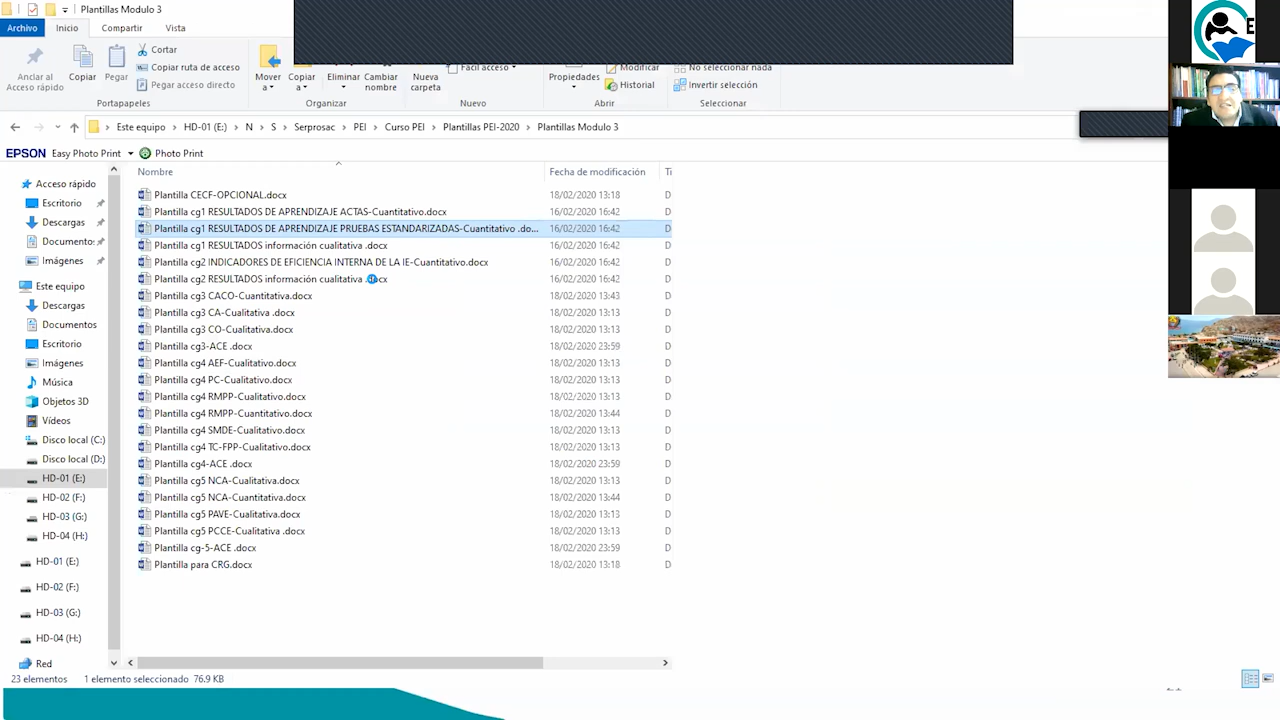 Plantillas Modulo 3
Archivo
Inicio
Compartir
Vista
Anclar al
Acceso rápido
Copiar
Pegar
Cortar
Copiar ruta de acceso
Pegar acceso directo
Mover
a
Copiar
a
Eliminar
Cambiar
nombre
Nueva
carpeta
Fácil acceso
Propiedades
Modificar
Historial
No seleccionar nada
Invertir selección
Portapapeles
Organizar
Nuevo
Abrir
Seleccionar
Este equipo
HD-01 (E:)
N
S
Serprosac
PEI
Curso PEI
Plantillas PEI-2020
Plantillas Modulo 3
EPSON Easy Photo Print
Photo Print
Nombre
Fecha de modificación
Ti
Plantilla CECF-OPCIONAL.docx 18/02/2020 13:18 D
Plantilla cg1 RESULTADOS DE APRENDIZAJE ACTAS-Cuantitativo.docx 16/02/2020 16:42 D
Plantilla cg1 RESULTADOS DE APRENDIZAJE PRUEBAS ESTANDARIZADAS-Cuantitativo .do... 16/02/2020 16:42 D
Plantilla cg1 RESULTADOS información cualitativa .docx 16/02/2020 16:42 D
Plantilla cg2 INDICADORES DE EFICIENCIA INTERNA DE LA IE-Cuantitativo.docx 16/02/2020 16:42 D
Plantilla cg2 RESULTADOS información cualitativa .docx 16/02/2020 16:42 D
Plantilla cg3 CACO-Cuantitativa.docx 18/02/2020 13:43 D
Plantilla cg3 CA-Cualitativa .docx 18/02/2020 13:13 D
Plantilla cg3 CO-Cualitativa.docx 18/02/2020 13:13 D
Plantilla cg3-ACE .docx 18/02/2020 23:59 D
Plantilla cg4 AEF-Cualitativo.docx 18/02/2020 13:13 D
Plantilla cg4 PC-Cualitativo.docx 18/02/2020 13:13 D
Plantilla cg4 RMPP-Cualitativo.docx 18/02/2020 13:13 D
Plantilla cg4 RMPP-Cuantitativo.docx 18/02/2020 13:44 D
Plantilla cg4 SMDE-Cualitativo.docx 18/02/2020 13:13 D
Plantilla cg4 TC-FPP-Cualitativo.docx 18/02/2020 13:13 D
Plantilla cg4-ACE .docx 18/02/2020 23:59 D
Plantilla cg5 NCA-Cualitativa.docx 18/02/2020 13:13 D
Plantilla cg5 NCA-Cuantitativa.docx 18/02/2020 13:44 D
Plantilla cg5 PAVE-Cualitativa.docx 18/02/2020 13:13 D
Plantilla cg5 PCCE-Cualitativa .docx 18/02/2020 13:13 D
Plantilla cg-5-ACE .docx 18/02/2020 23:59 D
Plantilla para CRG.docx 18/02/2020 13:18 D
Acceso rápido
Escritorio
Descargas
Documentos
Imágenes
Este equipo
Descargas
Documentos
Escritorio
Imágenes
Música
Objetos 3D
Vídeos
Disco local (C:)
Disco local (D:)
HD-01 (E:)
HD-02 (F:)
HD-03 (G:)
HD-04 (H:)
HD-01 (E:)
HD-02 (F:)
HD-03 (G:)
HD-04 (H:)
Red
23 elementos 1 elemento seleccionado 76.9 KB
E